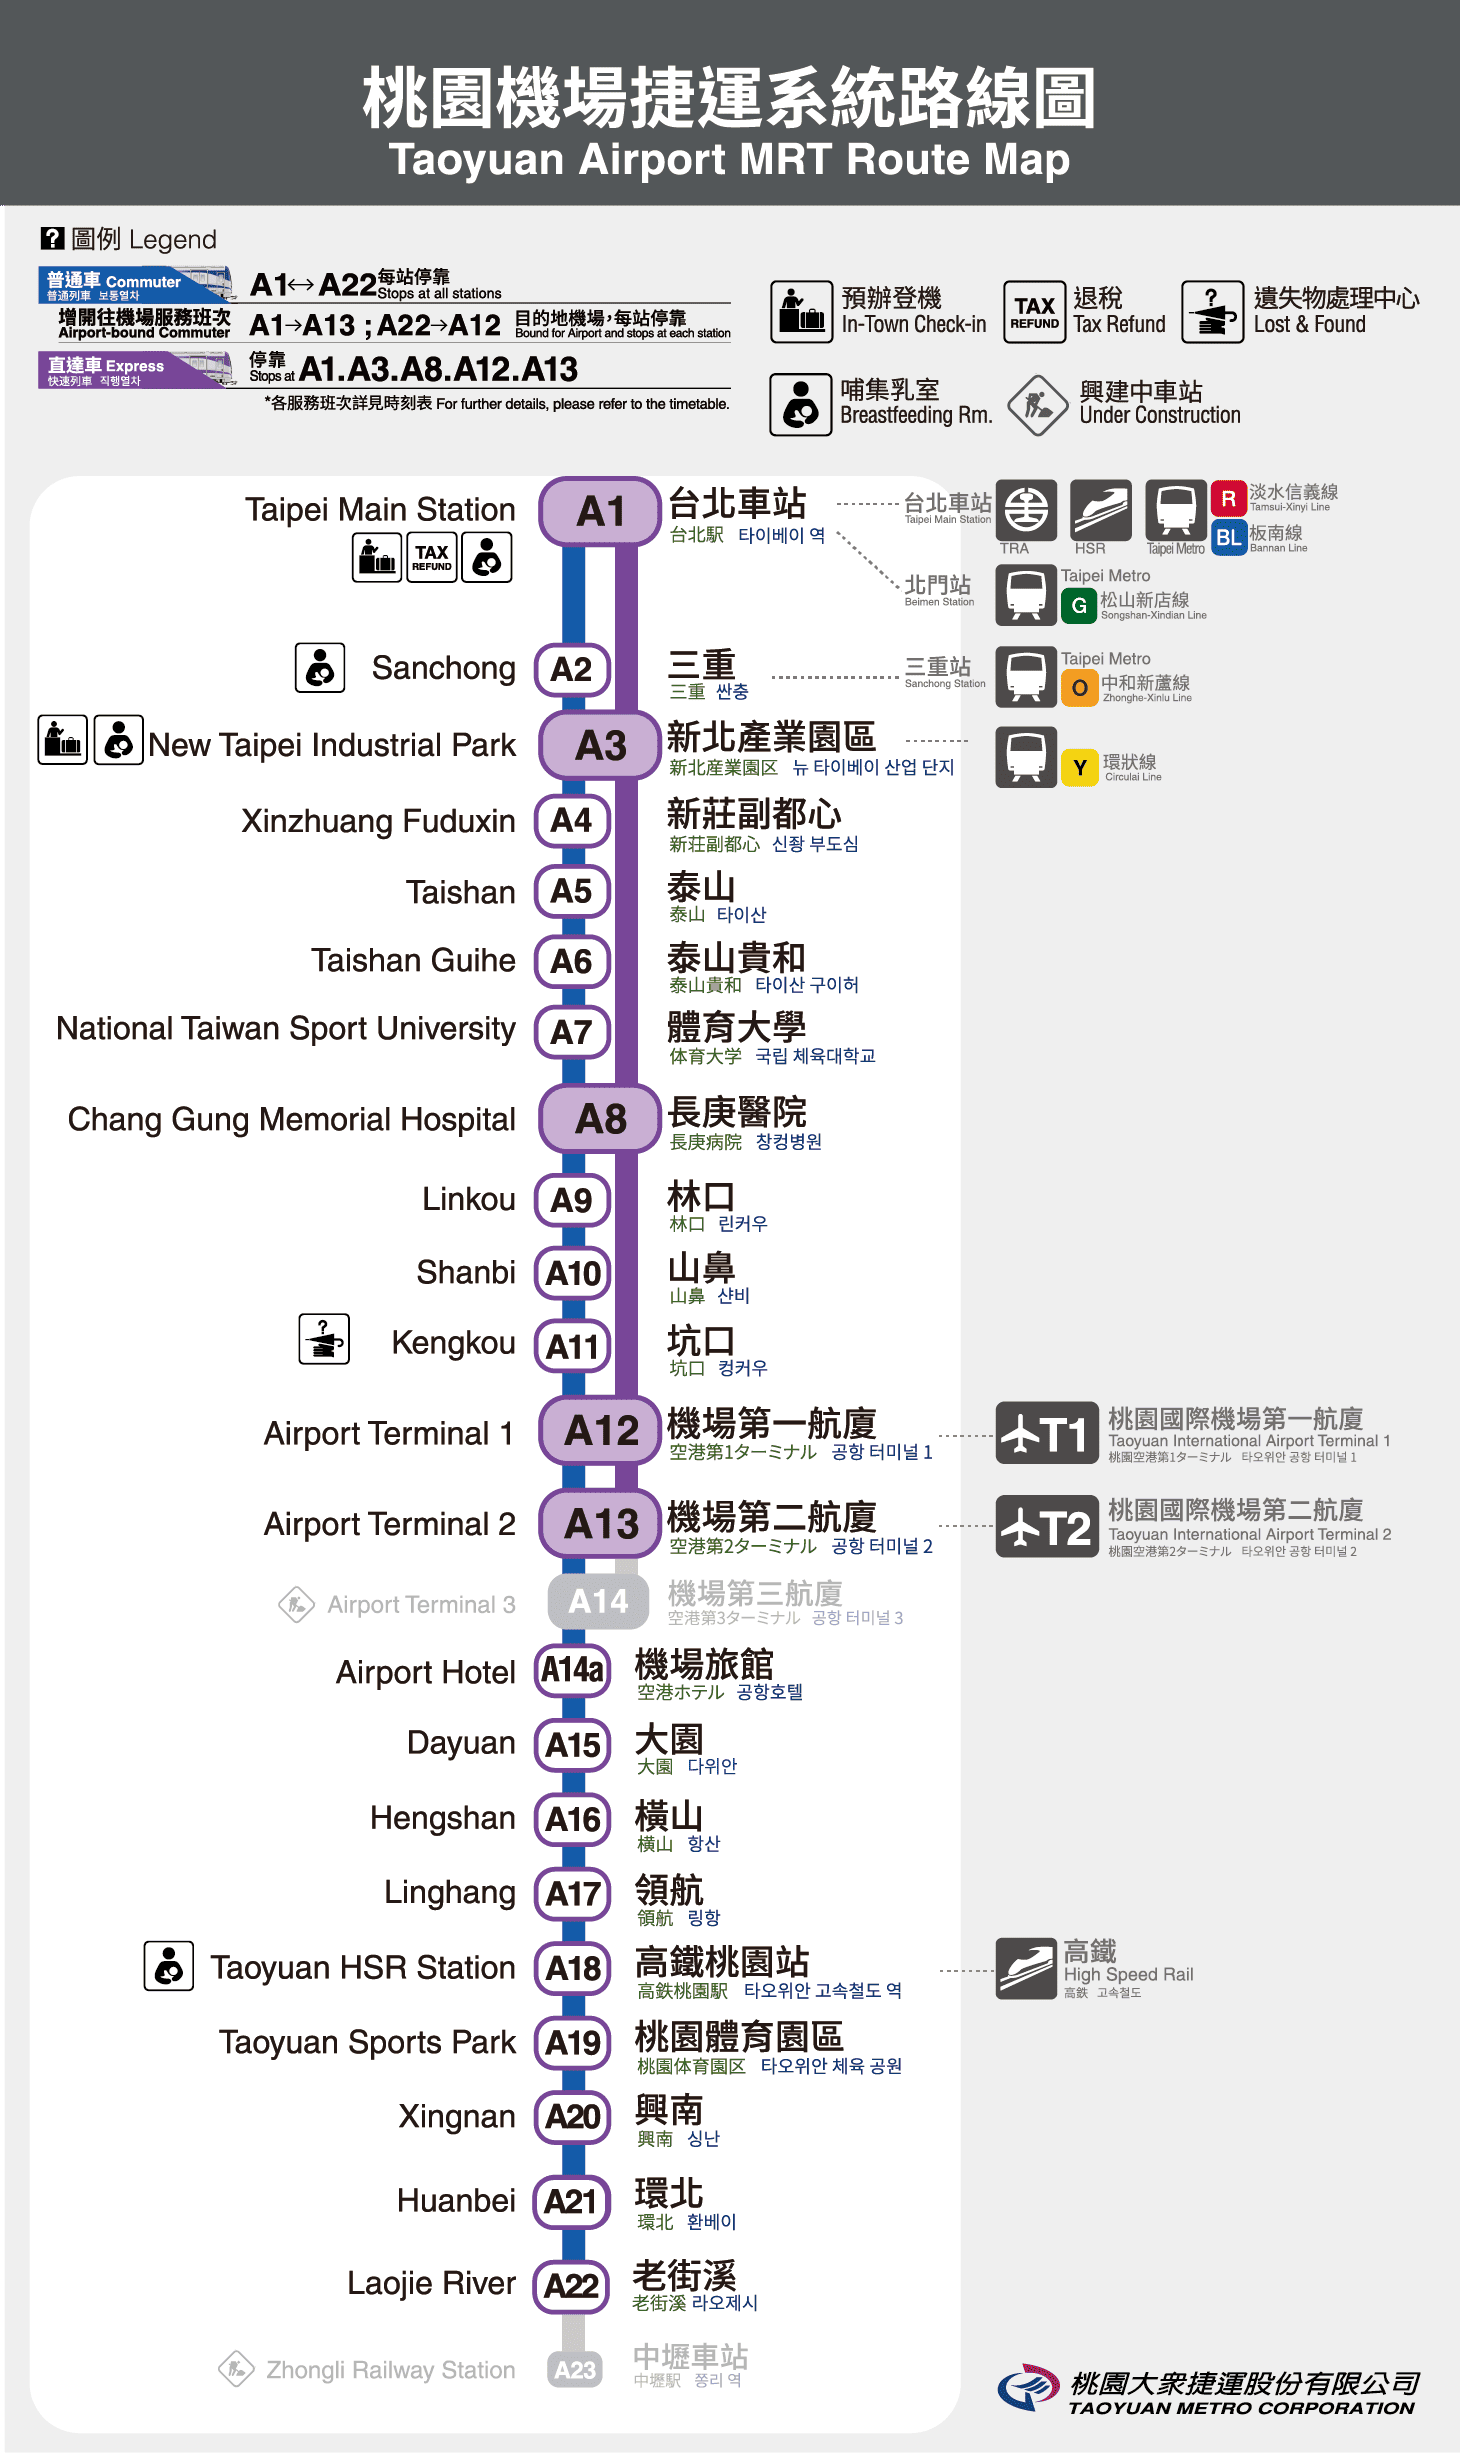 桃園機場捷運系統路線圖
Taoyuan Airport MRT Route Map
? 圖例 Legend
普通車 Commuter
普通列車 보통열차
A1↔A22 每站停靠
Stops at all stations
增開往機場服務班次
Airport-bound Commuter
A1→A13 ; A22→A12 目的地機場,每站停靠
Bound for Airport and stops at each station
直達車 Express
快速列車 직행열차
停靠
Stops at A1.A3.A8.A12.A13
*各服務班次詳見時刻表 For further details, please refer to the timetable.
預辦登機
In-Town Check-in
TAX REFUND 退稅
Tax Refund
? 遺失物處理中心
Lost & Found
哺集乳室
Breastfeeding Rm.
興建中車站
Under Construction
Taipei Main Station A1 台北車站
台北駅 타이베이 역
TAX REFUND
台北車站
Taipei Main Station
TRA
HSR
Taipei Metro
R 淡水信義線
Tamsui-Xinyi Line
BL 板南線
Bannan Line
北門站
Beimen Station
Taipei Metro
G 松山新店線
Songshan-Xindian Line
Sanchong A2 三重
三重 싼충
三重站
Sanchong Station
Taipei Metro
O 中和新蘆線
Zhonghe-Xinlu Line
New Taipei Industrial Park A3 新北產業園區
新北産業園区 뉴 타이베이 산업 단지
Y 環狀線
Circulai Line
Xinzhuang Fuduxin A4 新莊副都心
新荘副都心 신좡 부도심
Taishan A5 泰山
泰山 타이산
Taishan Guihe A6 泰山貴和
泰山貴和 타이산 구이허
National Taiwan Sport University A7 體育大學
体育大学 국립 체육대학교
Chang Gung Memorial Hospital A8 長庚醫院
長庚病院 창겅병원
Linkou A9 林口
林口 린커우
Shanbi A10 山鼻
山鼻 샨비
? Kengkou A11 坑口
坑口 컹커우
Airport Terminal 1 A12 機場第一航廈
空港第1ターミナル 공항 터미널 1
T1 桃園國際機場第一航廈
Taoyuan International Airport Terminal 1
桃園空港第1ターミナル 타오위안 공항 터미널 1
Airport Terminal 2 A13 機場第二航廈
空港第2ターミナル 공항 터미널 2
T2 桃園國際機場第二航廈
Taoyuan International Airport Terminal 2
桃園空港第2ターミナル 타오위안 공항 터미널 2
Airport Terminal 3 A14 機場第三航廈
空港第3ターミナル 공항 터미널 3
Airport Hotel A14a 機場旅館
空港ホテル 공항호텔
Dayuan A15 大園
大園 다위안
Hengshan A16 橫山
横山 항산
Linghang A17 領航
領航 링항
Taoyuan HSR Station A18 高鐵桃園站
高鉄桃園駅 타오위안 고속철도 역
高鐵
High Speed Rail
高鉄 고속철도
Taoyuan Sports Park A19 桃園體育園區
桃園体育園区 타오위안 체육 공원
Xingnan A20 興南
興南 싱난
Huanbei A21 環北
環北 환베이
Laojie River A22 老街溪
老街溪 라오제시
Zhongli Railway Station A23 中壢車站
中壢駅 쭝리 역
桃園大眾捷運股份有限公司
TAOYUAN METRO CORPORATION